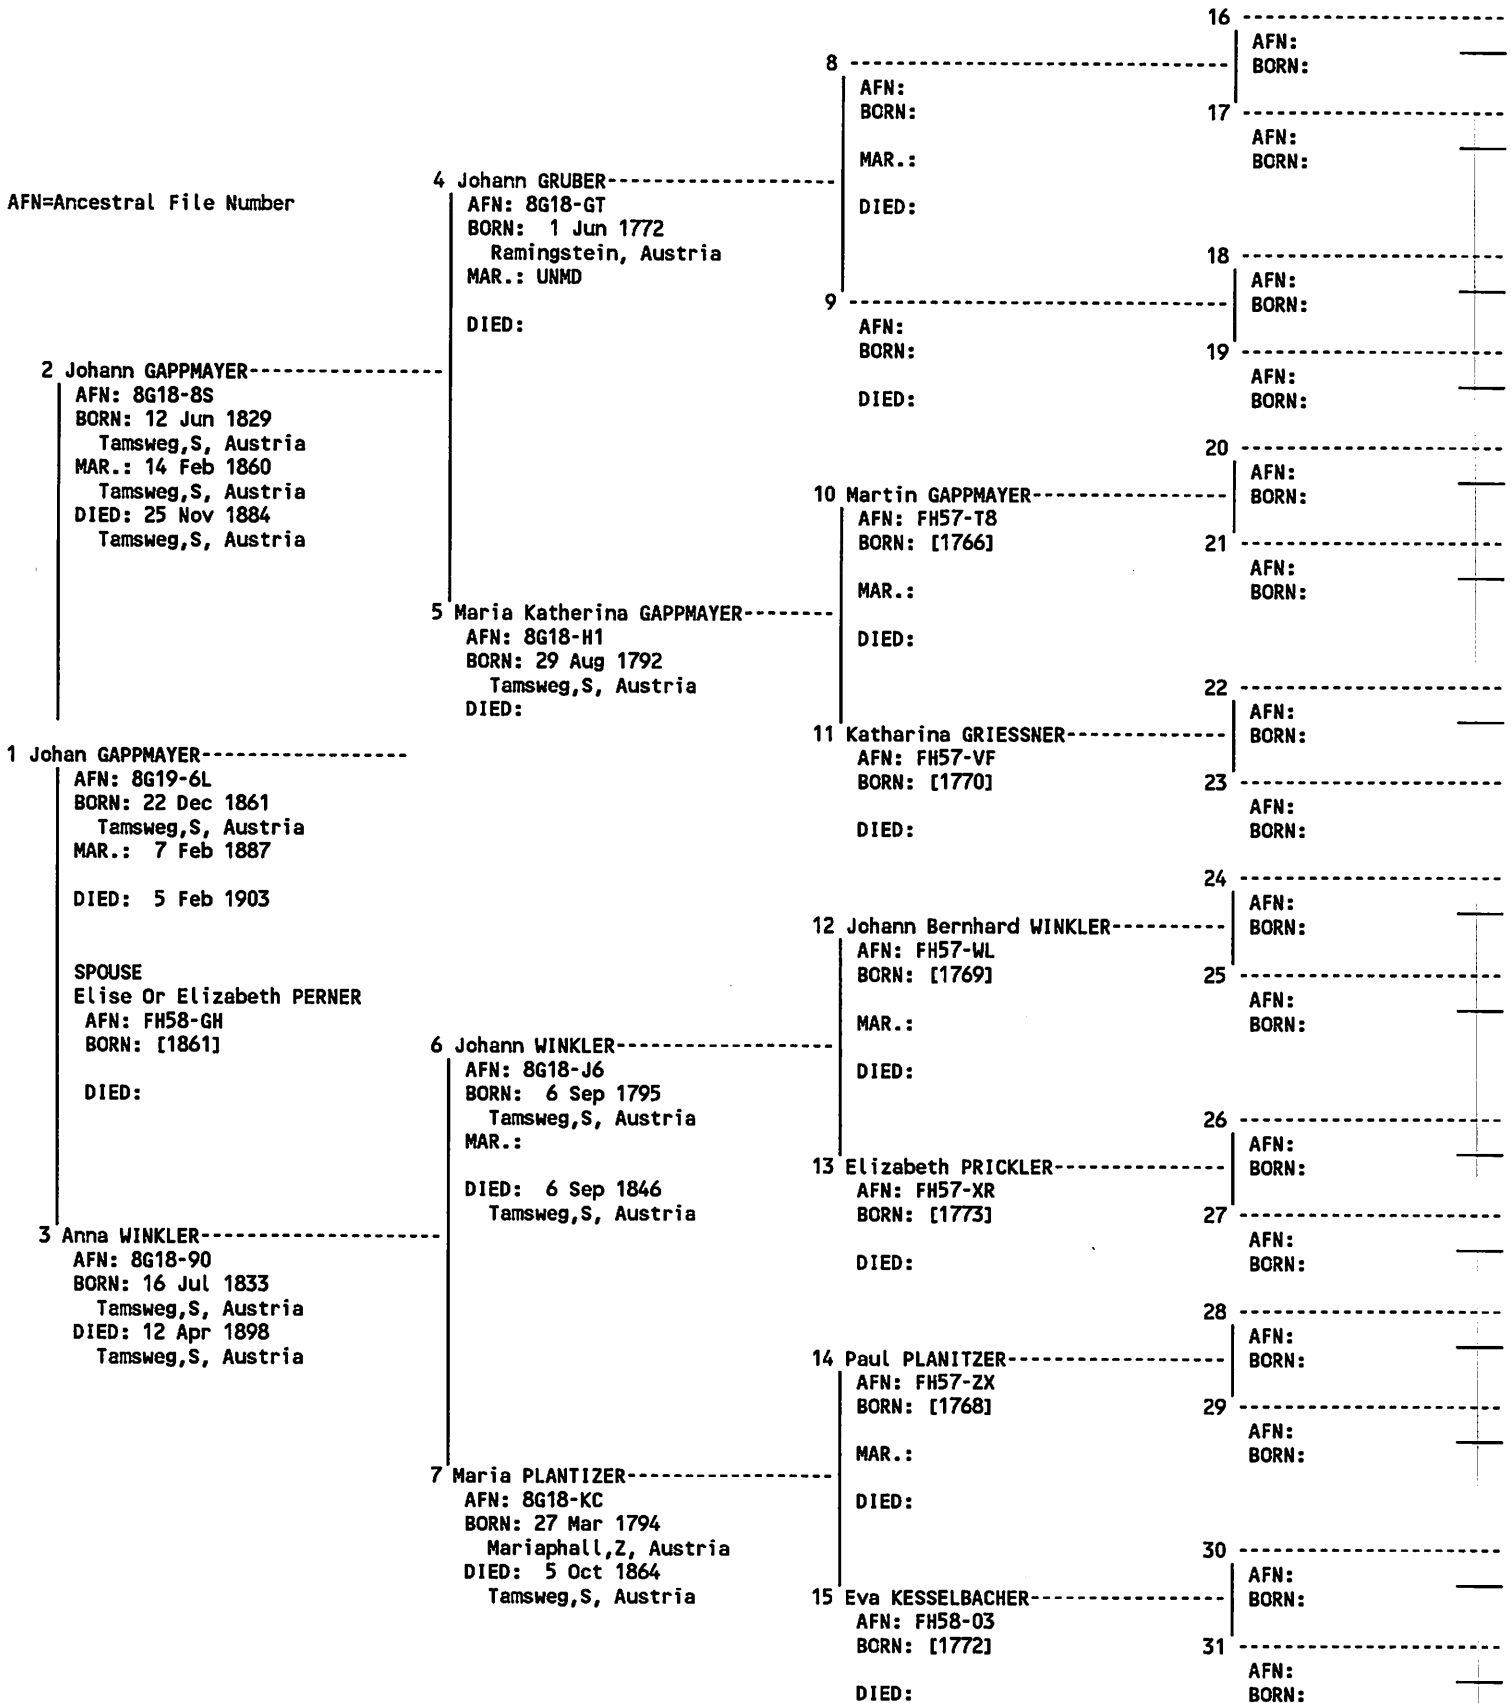 AFN=Ancestral File Number
1 Johan GAPPMAYER
AFN: 8G19-6L
BORN: 22 Dec 1861
Tamsweg,S, Austria
MAR.: 7 Feb 1887
DIED: 5 Feb 1903
SPOUSE
Elise Or Elizabeth PERNER
AFN: FH58-GH
BORN: [1861]
DIED:
2 Johann GAPPMAYER
AFN: 8G18-8S
BORN: 12 Jun 1829
Tamsweg,S, Austria
MAR.: 14 Feb 1860
Tamsweg,S, Austria
DIED: 25 Nov 1884
Tamsweg,S, Austria
3 Anna WINKLER
AFN: 8G18-90
BORN: 16 Jul 1833
Tamsweg,S, Austria
DIED: 12 Apr 1898
Tamsweg,S, Austria
4 Johann GRUBER
AFN: 8G18-GT
BORN: 1 Jun 1772
Ramingstein, Austria
MAR.: UNMD
DIED:
5 Maria Katherina GAPPMAYER
AFN: 8G18-H1
BORN: 29 Aug 1792
Tamsweg,S, Austria
DIED:
6 Johann WINKLER
AFN: 8G18-J6
BORN: 6 Sep 1795
Tamsweg,S, Austria
MAR.:
DIED: 6 Sep 1846
Tamsweg,S, Austria
7 Maria PLANTIZER
AFN: 8G18-KC
BORN: 27 Mar 1794
Mariaphall,Z, Austria
DIED: 5 Oct 1864
Tamsweg,S, Austria
8
AFN:
BORN:
MAR.:
DIED:
9
AFN:
BORN:
DIED:
10 Martin GAPPMAYER
AFN: FH57-T8
BORN: [1766]
MAR.:
DIED:
11 Katharina GRIESSNER
AFN: FH57-VF
BORN: [1770]
DIED:
12 Johann Bernhard WINKLER
AFN: FH57-WL
BORN: [1769]
MAR.:
DIED:
13 Elizabeth PRICKLER
AFN: FH57-XR
BORN: [1773]
DIED:
14 Paul PLANITZER
AFN: FH57-ZX
BORN: [1768]
MAR.:
DIED:
15 Eva KESSELBACHER
AFN: FH58-03
BORN: [1772]
DIED:
16
AFN:
BORN:
17
AFN:
BORN:
18
AFN:
BORN:
19
AFN:
BORN:
20
AFN:
BORN:
21
AFN:
BORN:
22
AFN:
BORN:
23
AFN:
BORN:
24
AFN:
BORN:
25
AFN:
BORN:
26
AFN:
BORN:
27
AFN:
BORN:
28
AFN:
BORN:
29
AFN:
BORN:
30
AFN:
BORN:
31
AFN:
BORN: